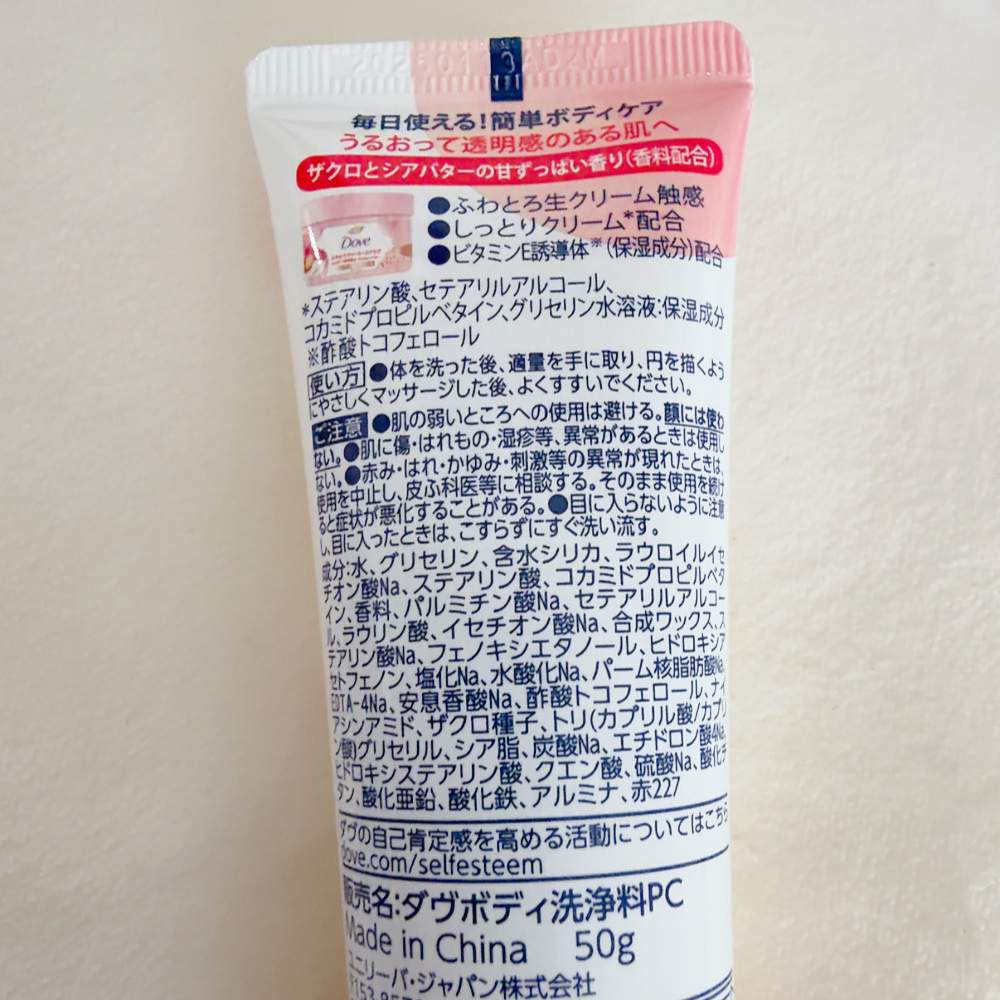 毎日使える!簡単ボディケア
うるおって透明感のある肌へ
ザクロとシアバターの甘ずっぱい香り(香料配合)
Dove
●ふわとろ生クリーム触感
●しっとりクリーム*配合
●ビタミンE誘導体※(保湿成分)配合
*ステアリン酸、セテアリルアルコール、
コカミドプロピルベタイン、グリセリン水溶液:保湿成分
※酢酸トコフェロール
使い方 ●体を洗った後、適量を手に取り、円を描くよう
にやさしくマッサージした後、よくすすいでください。
ご注意 ●肌の弱いところへの使用は避ける。顔には使わ
ない。●肌に傷・はれもの・湿疹等、異常があるときは使用し
ない。●赤み・はれ・かゆみ・刺激等の異常が現れたときは、
使用を中止し、皮ふ科医等に相談する。そのまま使用を続け
ると症状が悪化することがある。●目に入らないように注意
し、目に入ったときは、こすらずにすぐ洗い流す。
成分:水、グリセリン、含水シリカ、ラウロイルイセ
チオン酸Na、ステアリン酸、コカミドプロピルベタ
イン、香料、パルミチン酸Na、セテアリルアルコー
ル、ラウリン酸、イセチオン酸Na、合成ワックス、ス
テアリン酸Na、フェノキシエタノール、ヒドロキシア
セトフェノン、塩化Na、水酸化Na、パーム核脂肪酸Na、
EDTA-4Na、安息香酸Na、酢酸トコフェロール、ナイ
アシンアミド、ザクロ種子、トリ(カプリル酸/カプリ
ン酸)グリセリル、シア脂、炭酸Na、エチドロン酸4Na、
ヒドロキシステアリン酸、クエン酸、硫酸Na、酸化チ
タン、酸化亜鉛、酸化鉄、アルミナ、赤227
ダヴの自己肯定感を高める活動についてはこちら
dove.com/selfesteem
販売名:ダヴボディ洗浄料PC
Made in China 50g
ユニリーバ・ジャパン株式会社